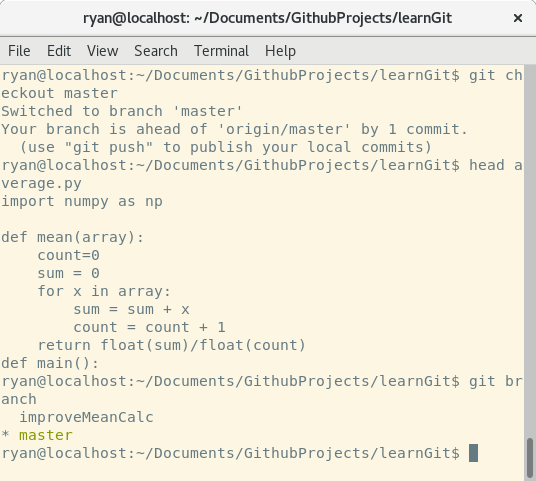 ryan@localhost: ~/Documents/GithubProjects/learnGit ×
File Edit View Search Terminal Help
ryan@localhost:~/Documents/GithubProjects/learnGit$ git ch
eckout master
Switched to branch 'master'
Your branch is ahead of 'origin/master' by 1 commit.
  (use "git push" to publish your local commits)
ryan@localhost:~/Documents/GithubProjects/learnGit$ head a
verage.py
import numpy as np

def mean(array):
    count=0
    sum = 0
    for x in array:
        sum = sum + x
        count = count + 1
    return float(sum)/float(count)
def main():
ryan@localhost:~/Documents/GithubProjects/learnGit$ git br
anch
  improveMeanCalc
* master
ryan@localhost:~/Documents/GithubProjects/learnGit$